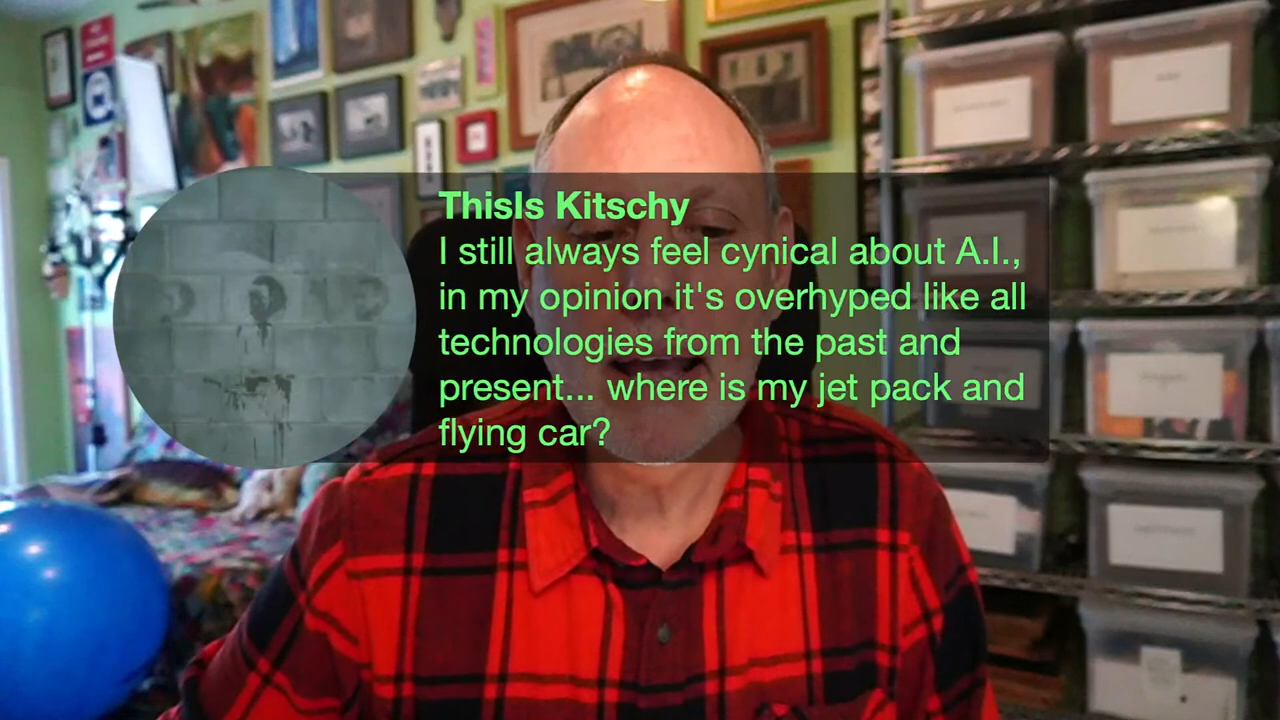 ThisIs Kitschy
I still always feel cynical about A.I.,
in my opinion it's overhyped like all
technologies from the past and
present... where is my jet pack and
flying car?